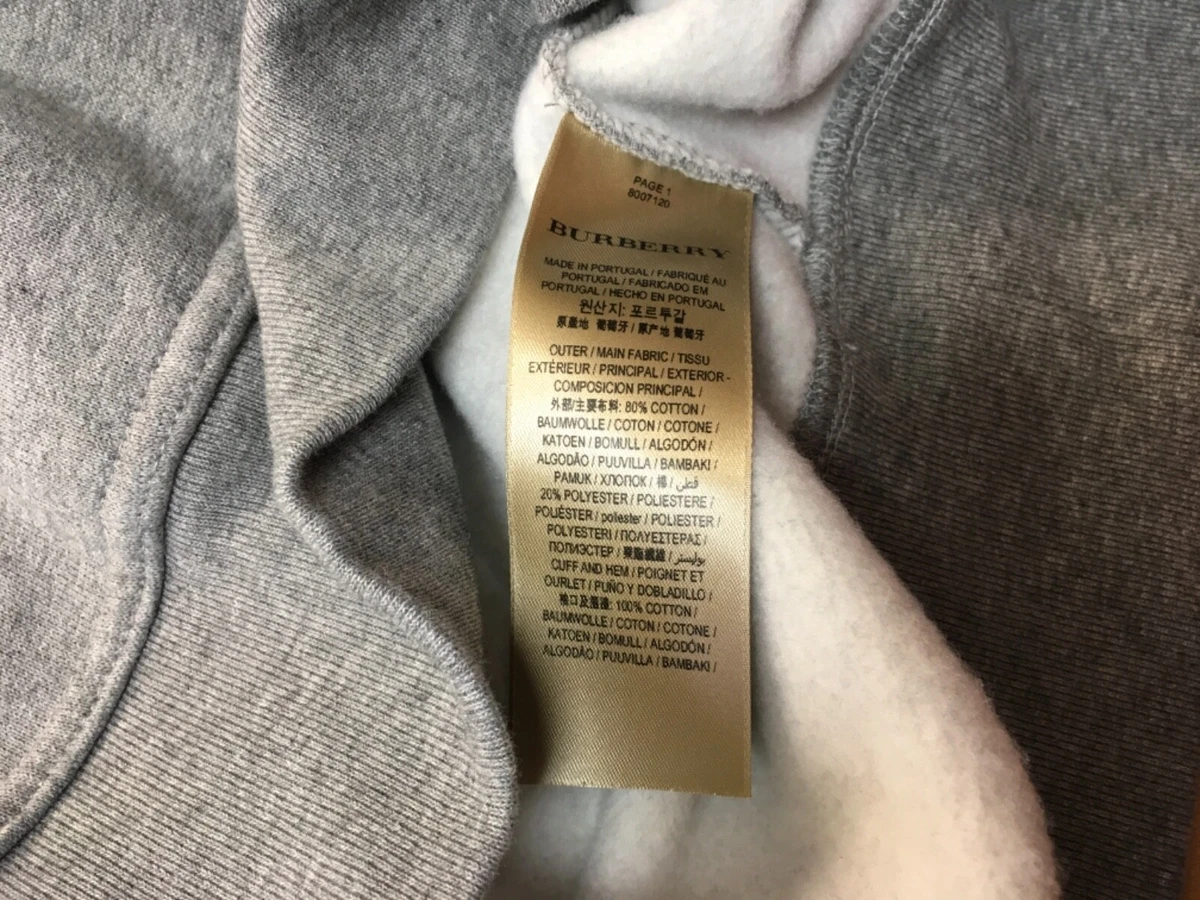 PAGE 1
8007120
BURBERRY
MADE IN PORTUGAL / FABRIQUÉ AU
PORTUGAL / FABRICADO EM
PORTUGAL / HECHO EN PORTUGAL
원산지: 포르투갈
原產地 葡萄牙 / 原产地 葡萄牙
OUTER / MAIN FABRIC / TISSU
EXTÉRIEUR / PRINCIPAL / EXTERIOR -
COMPOSICION PRINCIPAL /
外部/主要布料: 80% COTTON /
BAUMWOLLE / COTON / COTONE /
KATOEN / BOMULL / ALGODÓN /
ALGODÃO / PUUVILLA / BAMBAKI /
PAMUK / ХЛОПОК / 棉 / قطن
20% POLYESTER / POLIESTERE /
POLIÉSTER / poliester / POLIESTER /
POLYESTERI / ΠΟΛΥΕΣΤΕΡΑΣ /
ПОЛИЭСТЕР / 聚脂纖維 / بوليستر
CUFF AND HEM / POIGNET ET
OURLET / PUÑO Y DOBLADILLO /
袖口及摺邊: 100% COTTON /
BAUMWOLLE / COTON / COTONE /
KATOEN / BOMULL / ALGODÓN /
ALGODÃO / PUUVILLA / BAMBAKI /